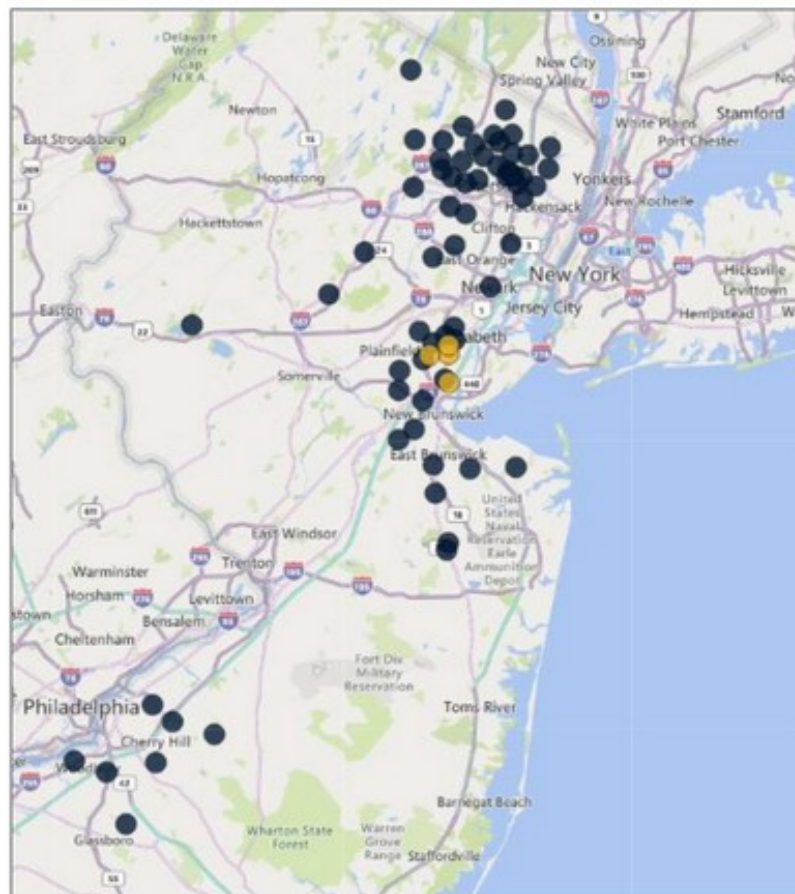 Delaware
Water
Gap
N.R.A.
Ossining
New City
Spring Valley
Newton
White Plains
Stamford
Port Chester
East Stroudsburg
Hopatcong
Yonkers
New Rochelle
Hackettstown
Hackensack
Clifton
East Orange
New York
Hicksville
Levittown
Easton
Jersey City
Hempstead
Plainfield
Somerville
New Brunswick
East Brunswick
United
States
Naval
Reservation
Earle
Ammunition
Depot
East Windsor
Trenton
Warminster
Horsham
Levittown
Bensalem
Cheltenham
Fort Dix
Military
Reservation
Philadelphia
Toms River
Cherry Hill
Barnegat Beach
Glassboro
Wharton State
Forest
Warren
Grove
Range
Staffordville